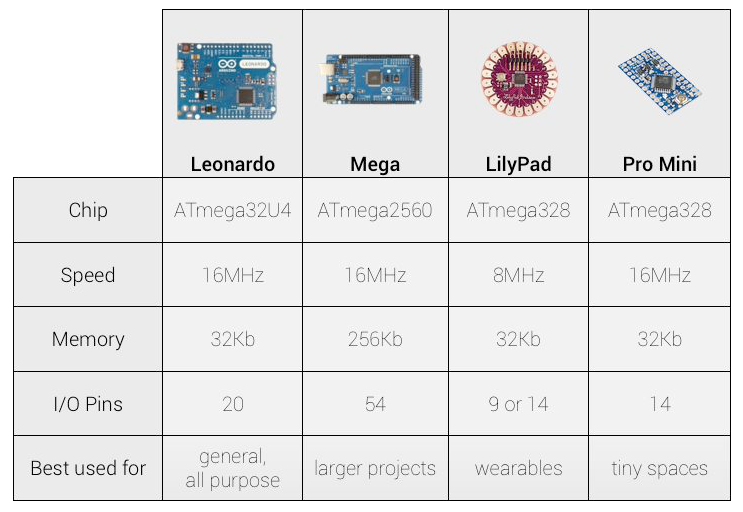 LEONARDO
Leonardo Mega LilyPad Pro Mini
Chip ATmega32U4 ATmega2560 ATmega328 ATmega328
Speed 16MHz 16MHz 8MHz 16MHz
Memory 32Kb 256Kb 32Kb 32Kb
I/O Pins 20 54 9 or 14 14
Best used for general, all purpose larger projects wearables tiny spaces